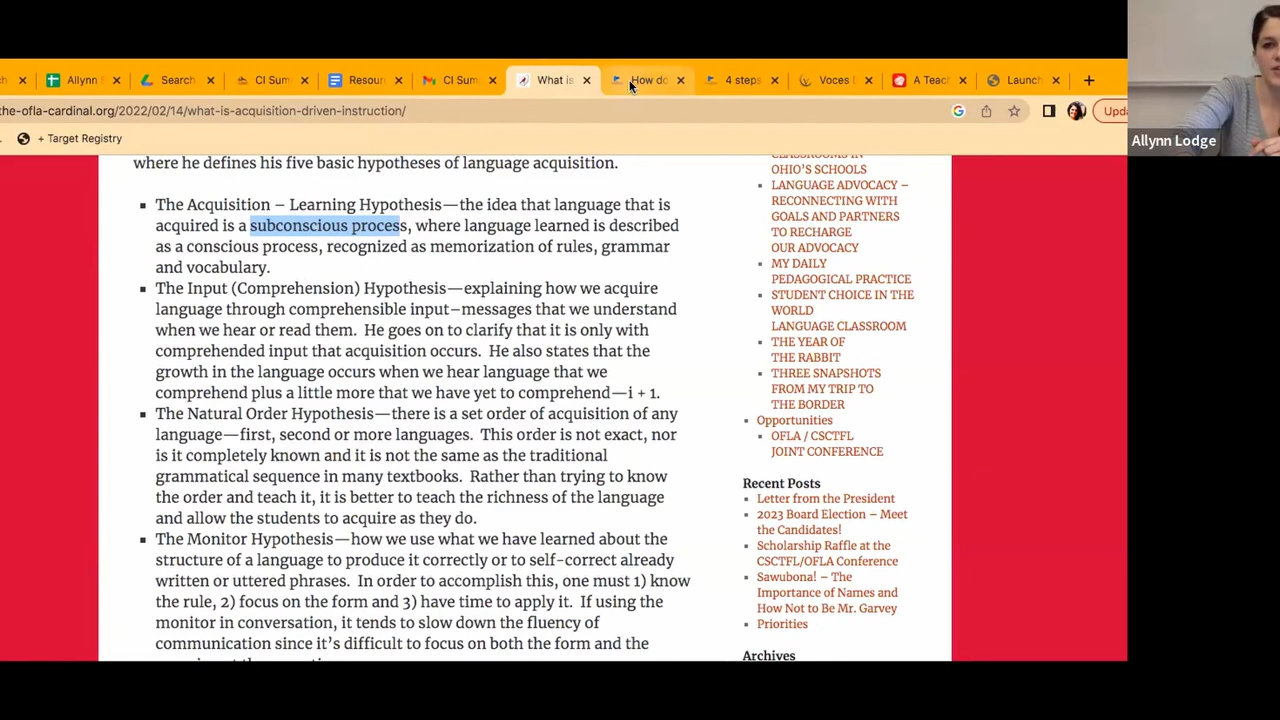 Allynn
Search
CI Sum
Resour
CI Sum
What is
How do
4 steps
Voces
A Teac
Launch
the-ofla-cardinal.org/2022/02/14/what-is-acquisition-driven-instruction/
Upda
+ Target Registry
Allynn Lodge
where he defines his five basic hypotheses of language acquisition.
▪ The Acquisition – Learning Hypothesis—the idea that language that is
acquired is a subconscious process, where language learned is described
as a conscious process, recognized as memorization of rules, grammar
and vocabulary.
▪ The Input (Comprehension) Hypothesis—explaining how we acquire
language through comprehensible input–messages that we understand
when we hear or read them. He goes on to clarify that it is only with
comprehended input that acquisition occurs. He also states that the
growth in the language occurs when we hear language that we
comprehend plus a little more that we have yet to comprehend—i + 1.
▪ The Natural Order Hypothesis—there is a set order of acquisition of any
language—first, second or more languages. This order is not exact, nor
is it completely known and it is not the same as the traditional
grammatical sequence in many textbooks. Rather than trying to know
the order and teach it, it is better to teach the richness of the language
and allow the students to acquire as they do.
▪ The Monitor Hypothesis—how we use what we have learned about the
structure of a language to produce it correctly or to self-correct already
written or uttered phrases. In order to accomplish this, one must 1) know
the rule, 2) focus on the form and 3) have time to apply it. If using the
monitor in conversation, it tends to slow down the fluency of
communication since it's difficult to focus on both the form and the
CLASSROOMS IN
OHIO'S SCHOOLS
▪ LANGUAGE ADVOCACY –
RECONNECTING WITH
GOALS AND PARTNERS
TO RECHARGE
OUR ADVOCACY
▪ MY DAILY
PEDAGOGICAL PRACTICE
▪ STUDENT CHOICE IN THE
WORLD
LANGUAGE CLASSROOM
▪ THE YEAR OF
THE RABBIT
▪ THREE SNAPSHOTS
FROM MY TRIP TO
THE BORDER
▪ Opportunities
▪ OFLA / CSCTFL
JOINT CONFERENCE
Recent Posts
▪ Letter from the President
▪ 2023 Board Election – Meet
the Candidates!
▪ Scholarship Raffle at the
CSCTFL/OFLA Conference
▪ Sawubona! – The
Importance of Names and
How Not to Be Mr. Garvey
▪ Priorities
Archives